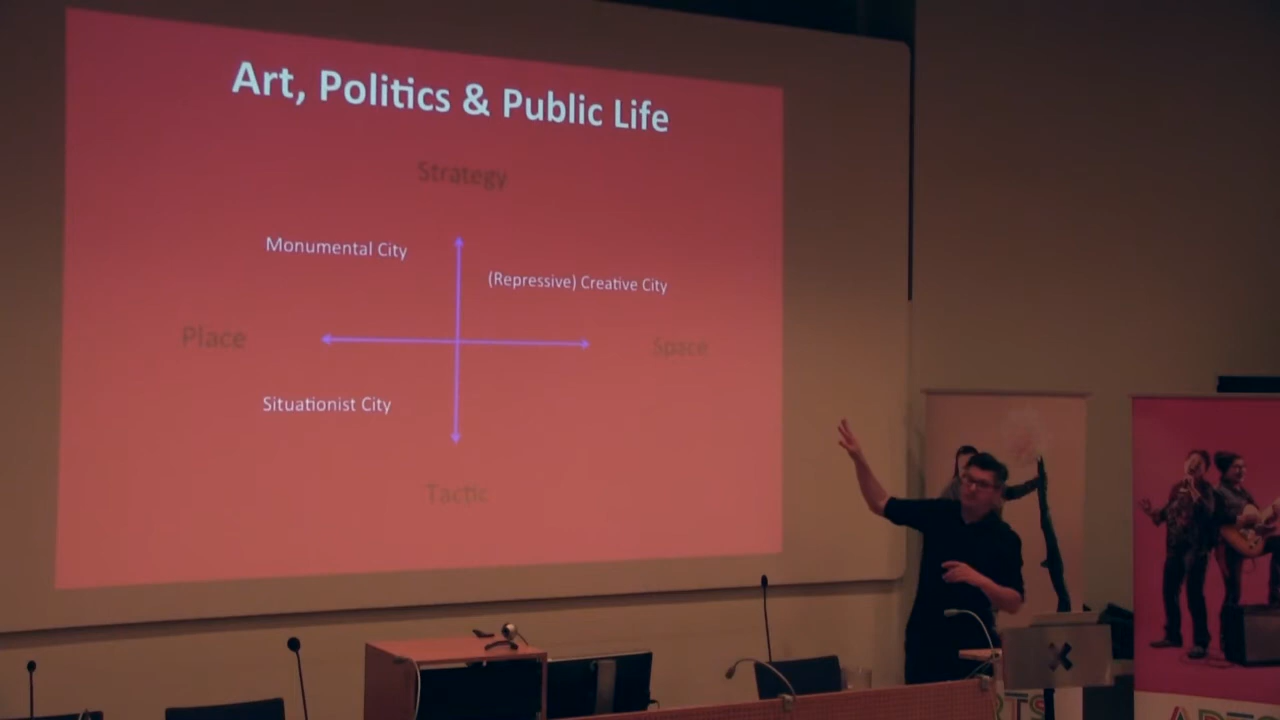 Art, Politics & Public Life
Strategy
Monumental City
(Repressive) Creative City
Place
Space
Situationist City
Tactic